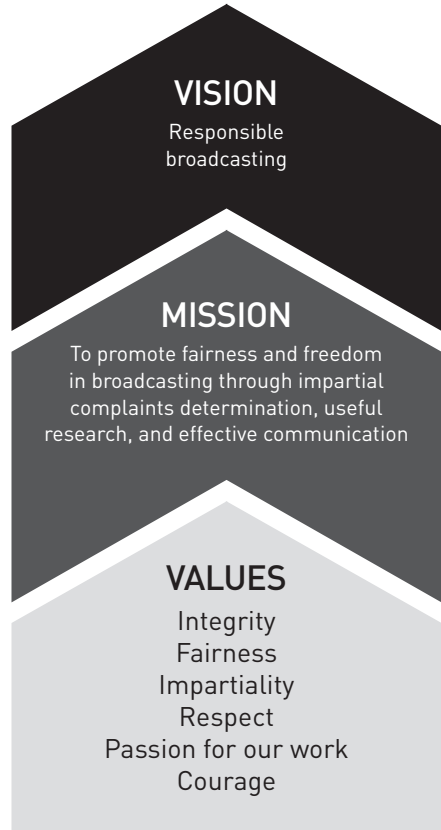 VISION
Responsible
broadcasting
MISSION
To promote fairness and freedom
in broadcasting through impartial
complaints determination, useful
research, and effective communication
VALUES
Integrity
Fairness
Impartiality
Respect
Passion for our work
Courage